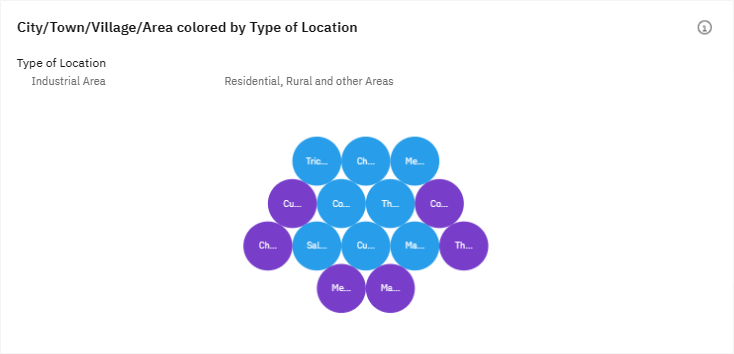 City/Town/Village/Area colored by Type of Location
Type of Location
Industrial Area Residential, Rural and other Areas
Tric... Ch... Me...
Cu... Co... Th... Co...
Ch... Sal... Cu... Ma... Th...
Me... Ma...